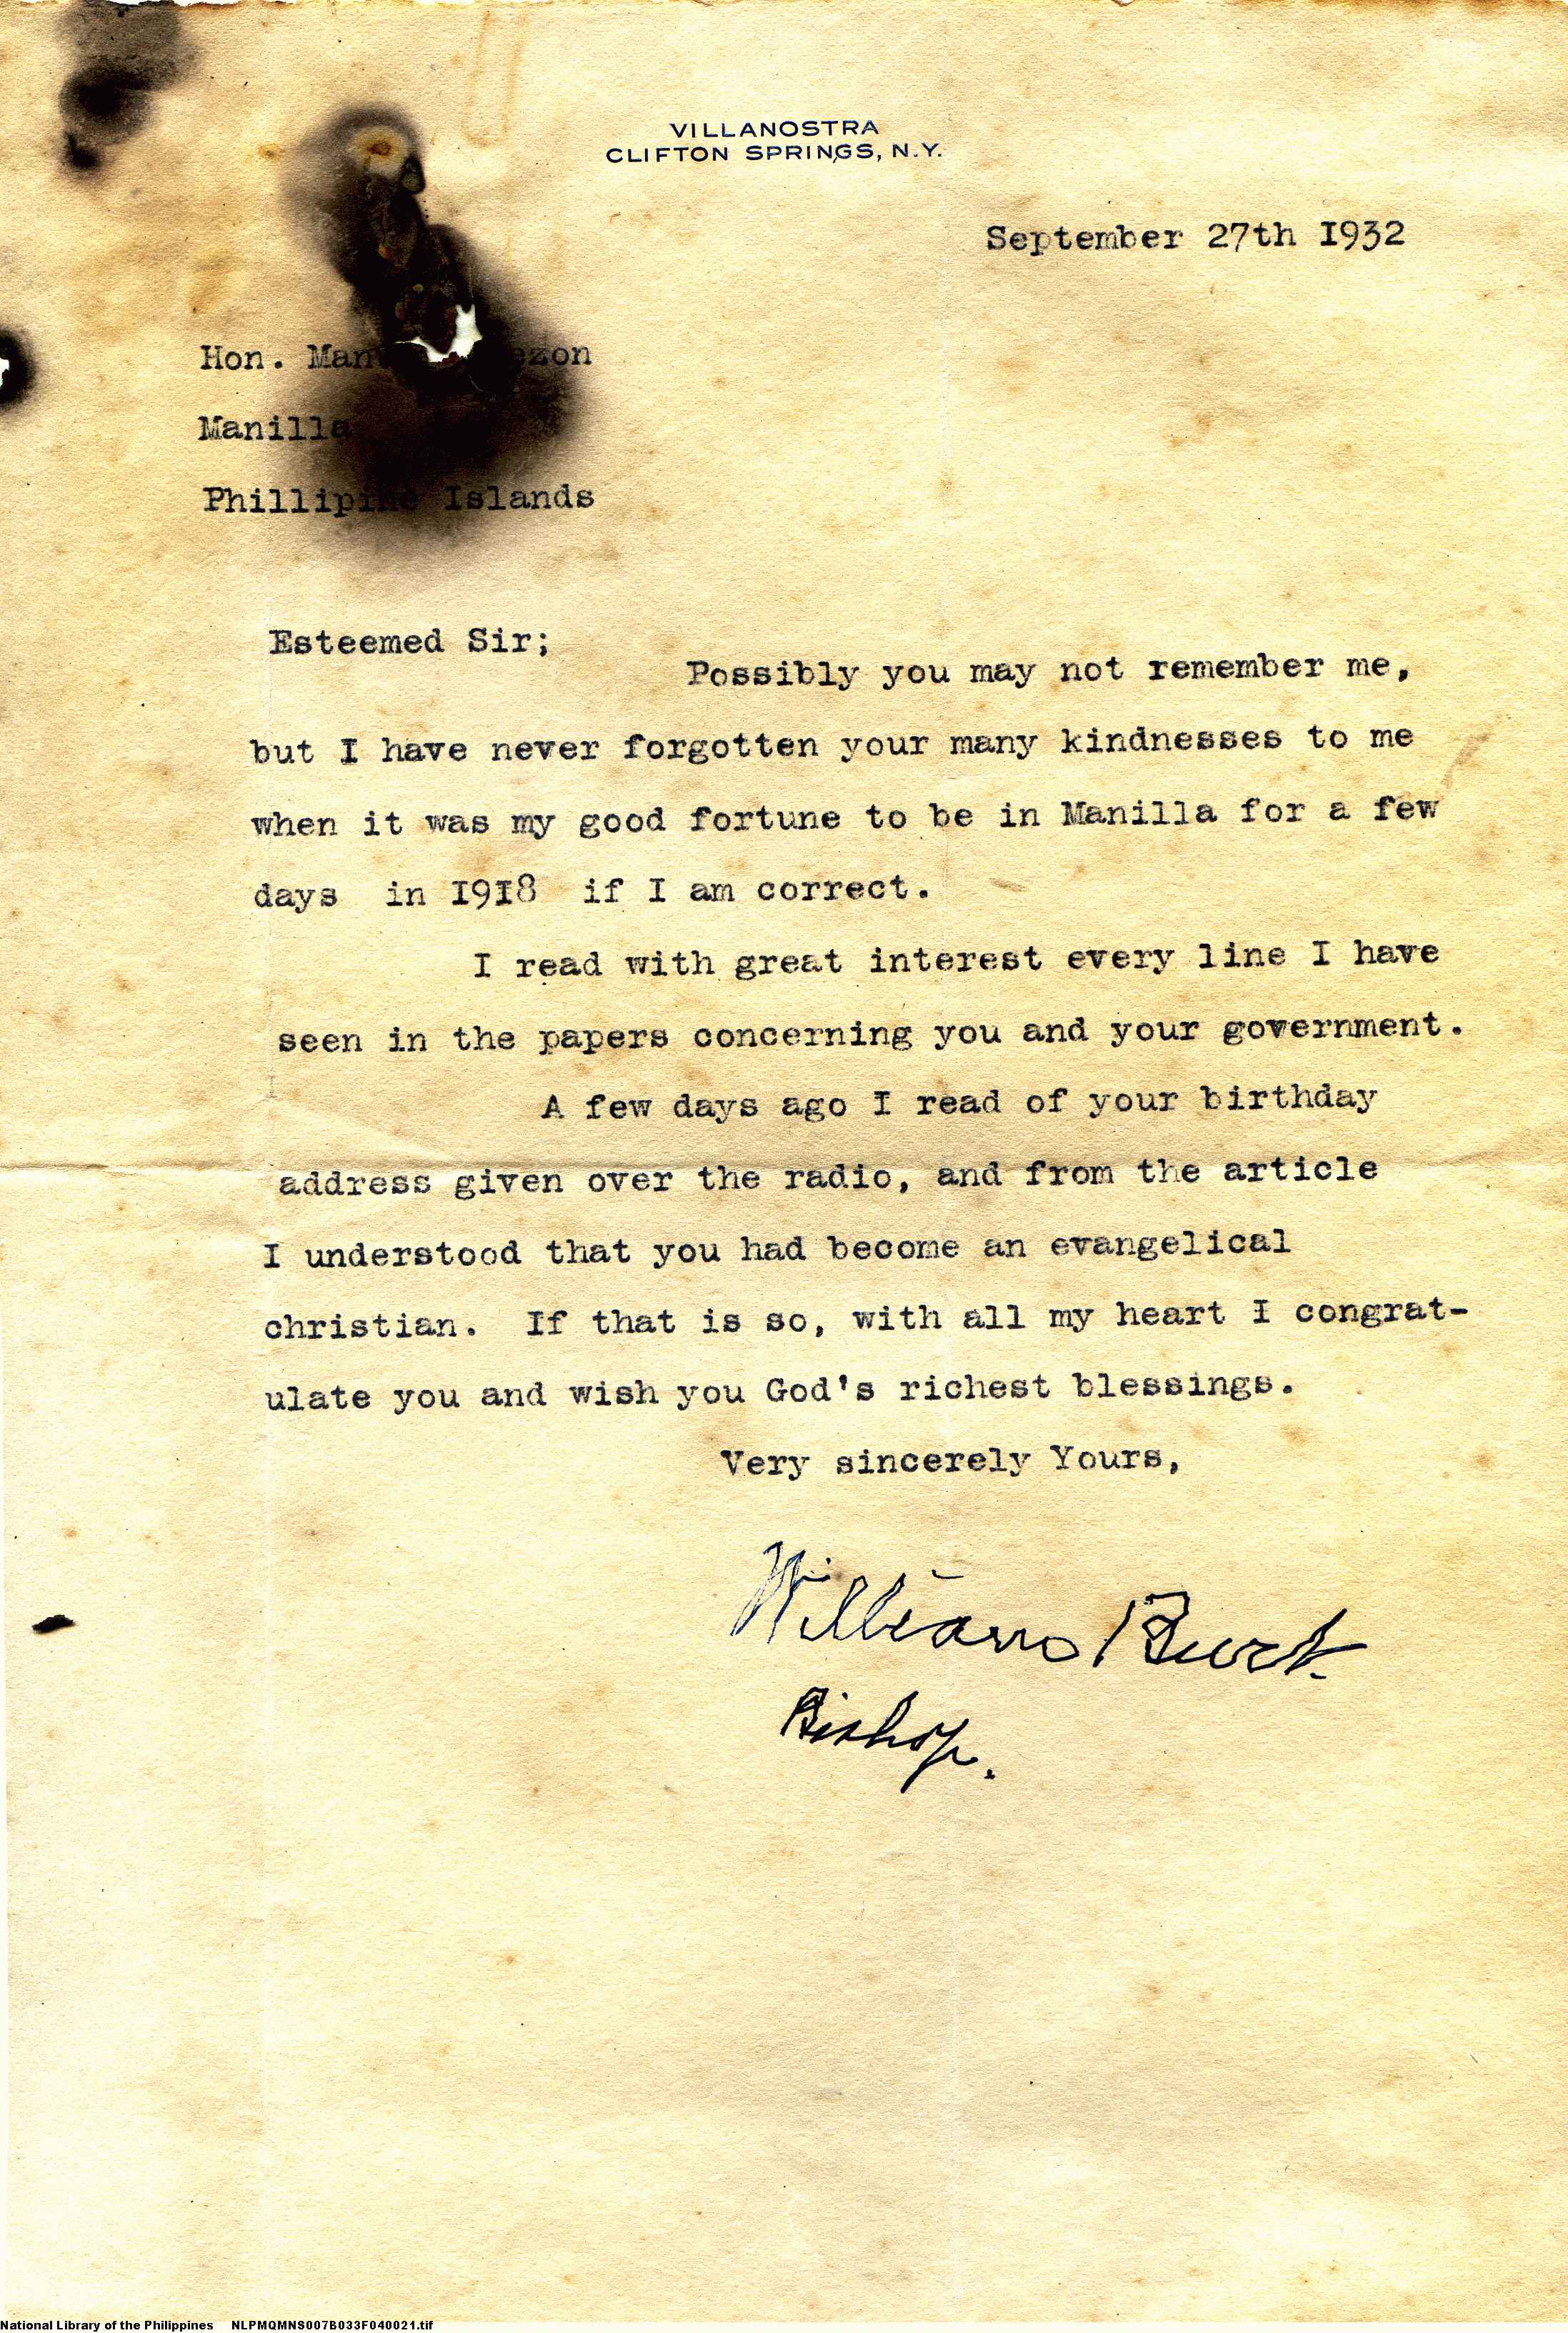 VILLANOSTRA
CLIFTON SPRINGS, N.Y.
September 27th 1932
Hon.
Manilla
Phillipine Islands
Esteemed Sir;
Possibly you may not remember me,
but I have never forgotten your many kindnesses to me
when it was my good fortune to be in Manilla for a few
days in 1918 if I am correct.
I read with great interest every line I have
seen in the papers concerning you and your government.
A few days ago I read of your birthday
address given over the radio, and from the article
I understood that you had become an evangelical
christian. If that is so, with all my heart I congrat-
ulate you and wish you God's richest blessings.
Very sincerely Yours,
William Burt
Bishop.
National Library of the Philippines NLPMQMNS007B033F040021.tif